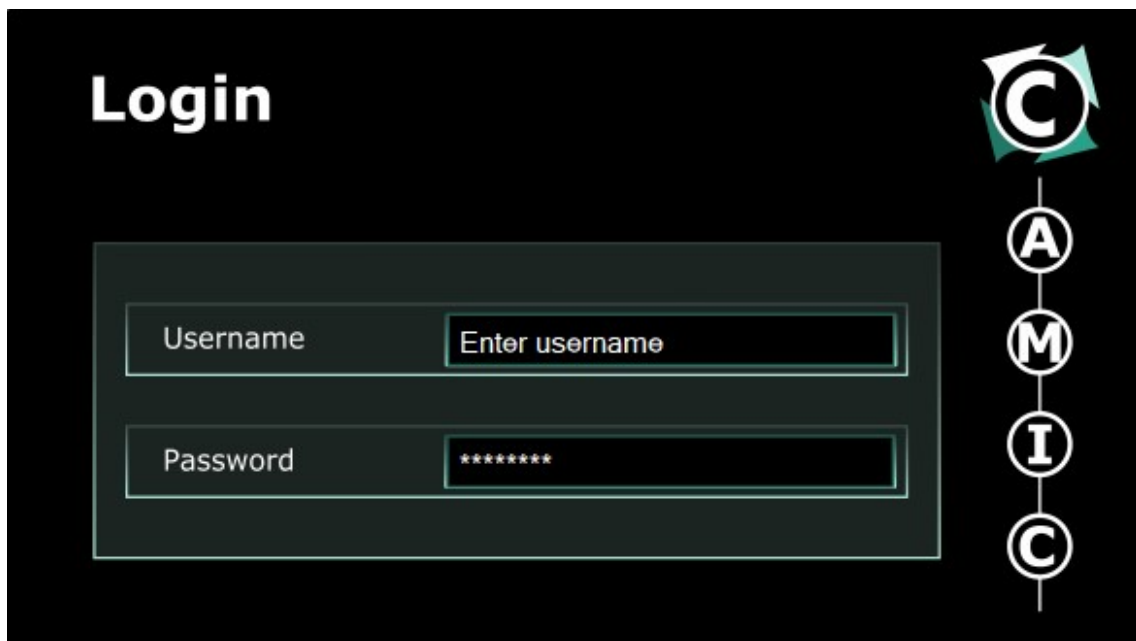 Login
Username
Enter username
Password
********
C
A
M
I
C